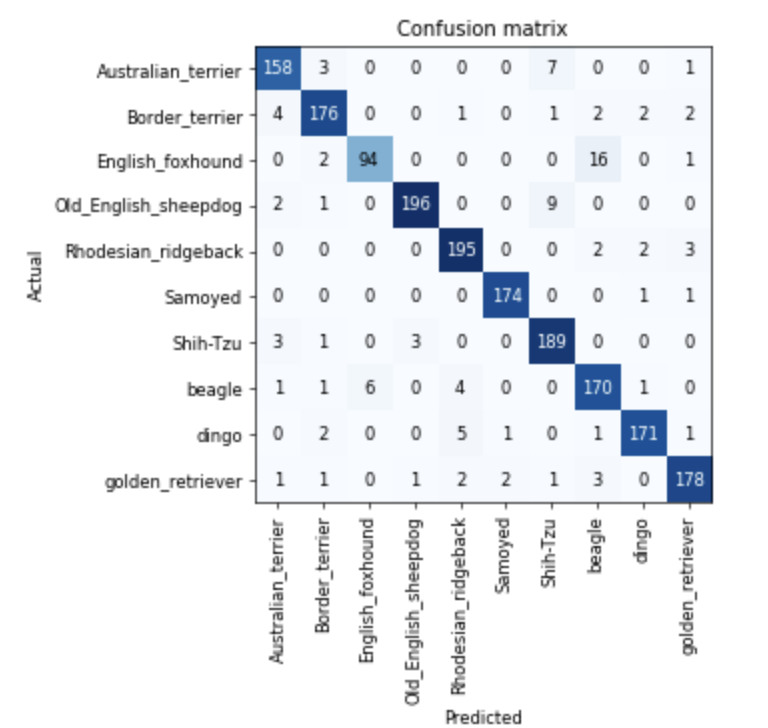 Confusion matrix
Australian_terrier 158 3 0 0 0 0 7 0 0 1
Border_terrier 4 176 0 0 1 0 1 2 2 2
English_foxhound 0 2 94 0 0 0 0 16 0 1
Old_English_sheepdog 2 1 0 196 0 0 9 0 0 0
Rhodesian_ridgeback 0 0 0 0 195 0 0 2 2 3
Samoyed 0 0 0 0 0 174 0 0 1 1
Shih-Tzu 3 1 0 3 0 0 189 0 0 0
beagle 1 1 6 0 4 0 0 170 1 0
dingo 0 2 0 0 5 1 0 1 171 1
golden_retriever 1 1 0 1 2 2 1 3 0 178
Actual
Australian_terrier
Border_terrier
English_foxhound
Old_English_sheepdog
Rhodesian_ridgeback
Samoyed
Shih-Tzu
beagle
dingo
golden_retriever
Predicted